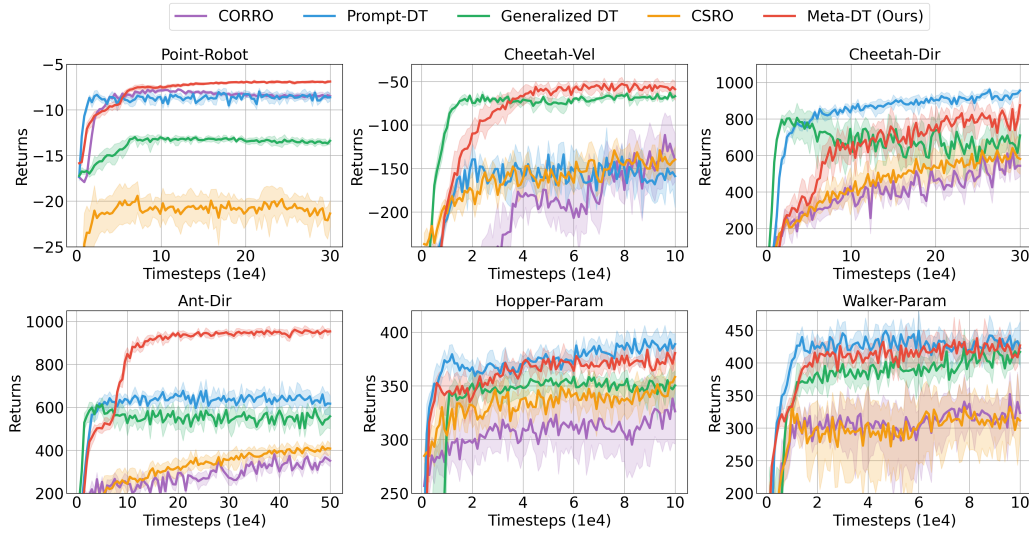 CORRO Prompt-DT Generalized DT CSRO Meta-DT (Ours)
Point-Robot Cheetah-Vel Cheetah-Dir
Returns
−5
−10
−15
−20
−25
0 10 20 30
Timesteps (1e4)
Returns
−50
−100
−150
−200
0 2 4 6 8 10
Timesteps (1e4)
Returns
1000
800
600
400
200
0 10 20 30
Timesteps (1e4)
Ant-Dir Hopper-Param Walker-Param
Returns
1000
800
600
400
200
0 10 20 30 40 50
Timesteps (1e4)
Returns
400
350
300
250
0 2 4 6 8 10
Timesteps (1e4)
Returns
450
400
350
300
250
200
0 2 4 6 8 10
Timesteps (1e4)